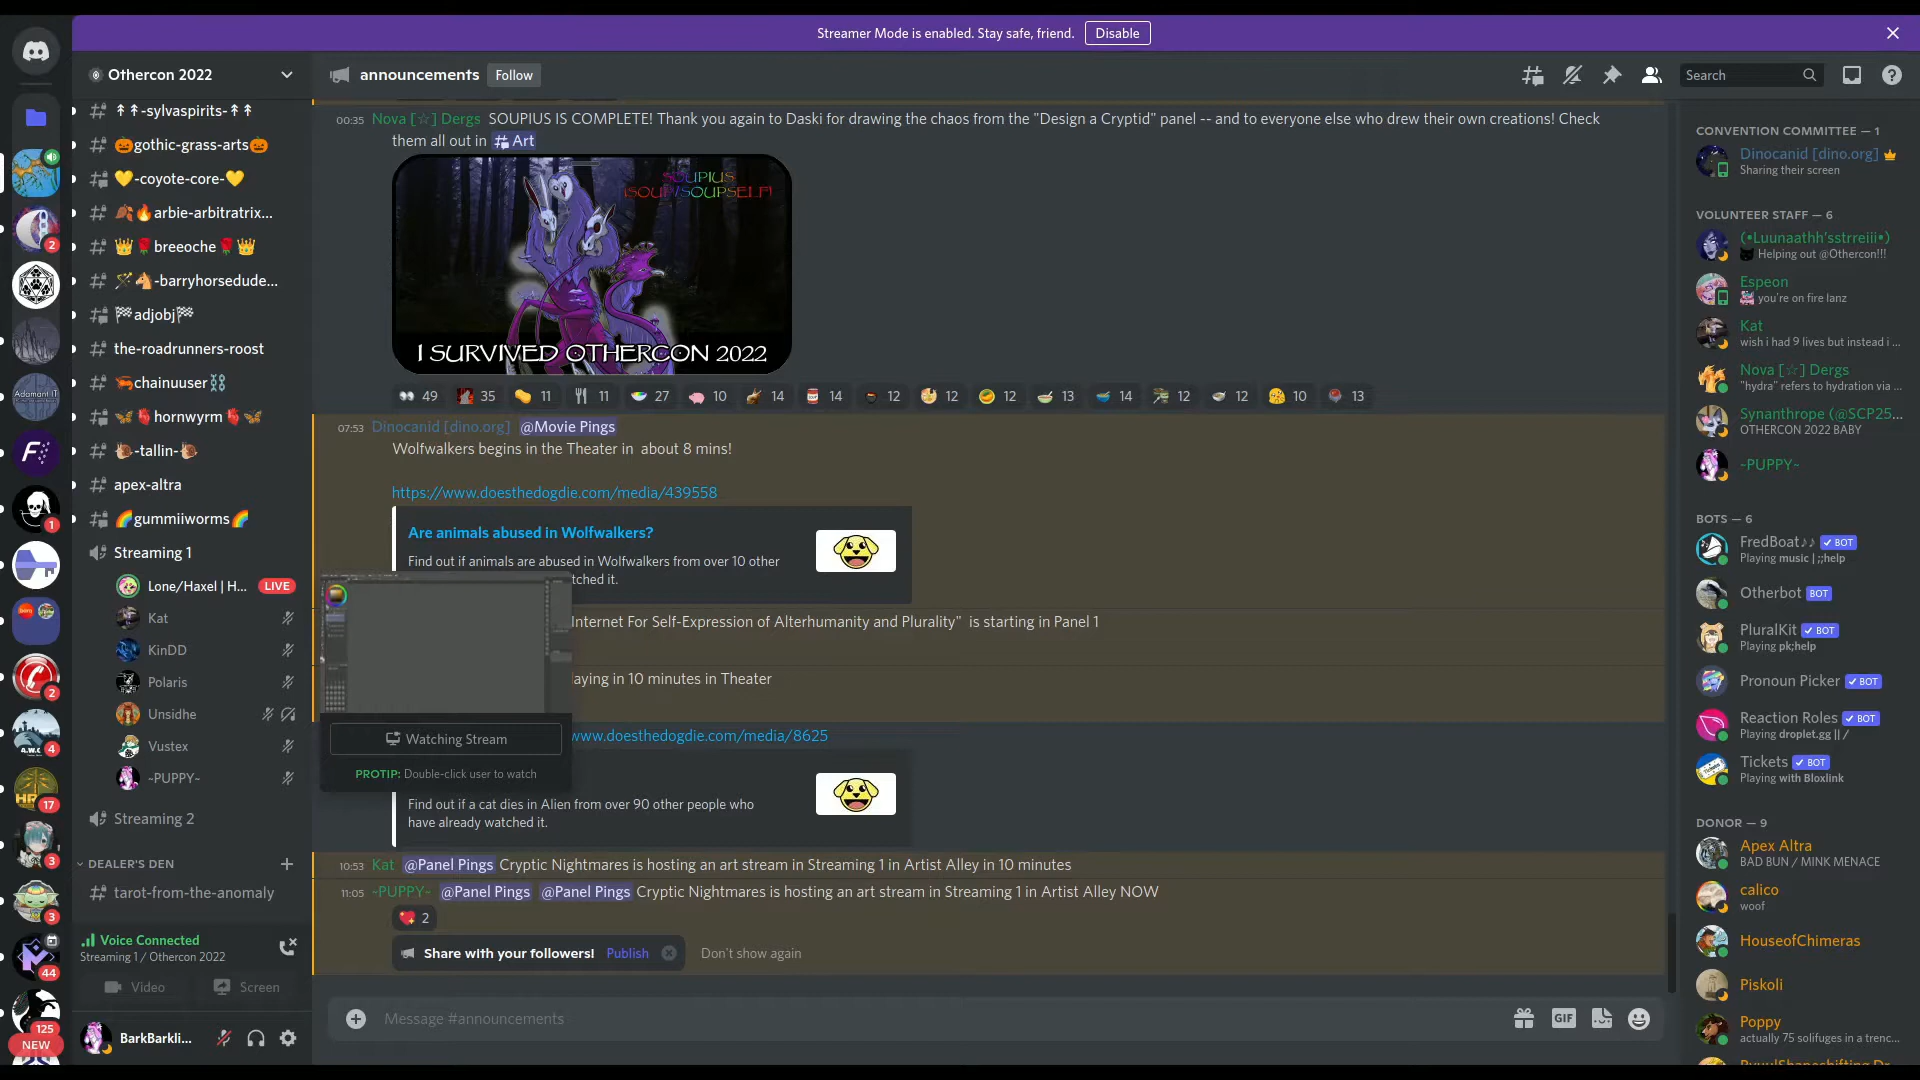 Streamer Mode is enabled. Stay safe, friend. Disable
Othercon 2022
-sylvaspirits-
gothic-grass-arts
-coyote-core-
arbie-arbitratrix...
breeoche
-barryhorsedude...
adjobj
the-roadrunners-roost
chainuuser
hornwyrm
-tallin-
apex-altra
gummiiworms
Streaming 1
Lone/Haxel | H... LIVE
Kat
KinDD
Polaris
Unsidhe
Vustex
~PUPPY~
Streaming 2
DEALER'S DEN
tarot-from-the-anomaly
Voice Connected
Streaming 1 / Othercon 2022
Video Screen
BarkBarkli...
2
1
2
4
17
3
3
44
125
NEW
announcements Follow
Search
00:35 Nova [☆] Dergs SOUPIUS IS COMPLETE! Thank you again to Daski for drawing the chaos from the "Design a Cryptid" panel -- and to everyone else who drew their own creations! Check
them all out in Art
SOUPIUS
(SOUP/SOUPSELF)
I SURVIVED OTHERCON 2022
49 35 11 11 27 10 14 14 12 12 12 13 14 12 12 10 13
07:53 Dinocanid [dino.org] @Movie Pings
Wolfwalkers begins in the Theater in about 8 mins!
https://www.doesthedogdie.com/media/439558
Are animals abused in Wolfwalkers?
Find out if animals are abused in Wolfwalkers from over 10 other
tched it.
Internet For Self-Expression of Alterhumanity and Plurality" is starting in Panel 1
laying in 10 minutes in Theater
Watching Stream
www.doesthedogdie.com/media/8625
PROTIP: Double-click user to watch
Find out if a cat dies in Alien from over 90 other people who
have already watched it.
10:53 Kat @Panel Pings Cryptic Nightmares is hosting an art stream in Streaming 1 in Artist Alley in 10 minutes
11:05 ~PUPPY~ @Panel Pings @Panel Pings Cryptic Nightmares is hosting an art stream in Streaming 1 in Artist Alley NOW
2
Share with your followers! Publish Don't show again
Message #announcements
GIF
CONVENTION COMMITTEE — 1
Dinocanid [dino.org]
Sharing their screen
VOLUNTEER STAFF — 6
(•Luunaathh'sstrreiii•)
Helping out @Othercon!!!
Espeon
you're on fire lanz
Kat
wish i had 9 lives but instead i ...
Nova [☆] Dergs
"hydra" refers to hydration via ...
Synanthrope (@SCP25...
OTHERCON 2022 BABY
~PUPPY~
BOTS — 6
FredBoat♪♪ BOT
Playing music | ;;help
Otherbot BOT
PluralKit BOT
Playing pk;help
Pronoun Picker BOT
Reaction Roles BOT
Playing droplet.gg || /
Tickets BOT
Playing with Bloxlink
DONOR — 9
Apex Altra
BAD BUN / MINK MENACE
calico
woof
HouseofChimeras
Piskoli
Poppy
actually 75 solifuges in a trenc...